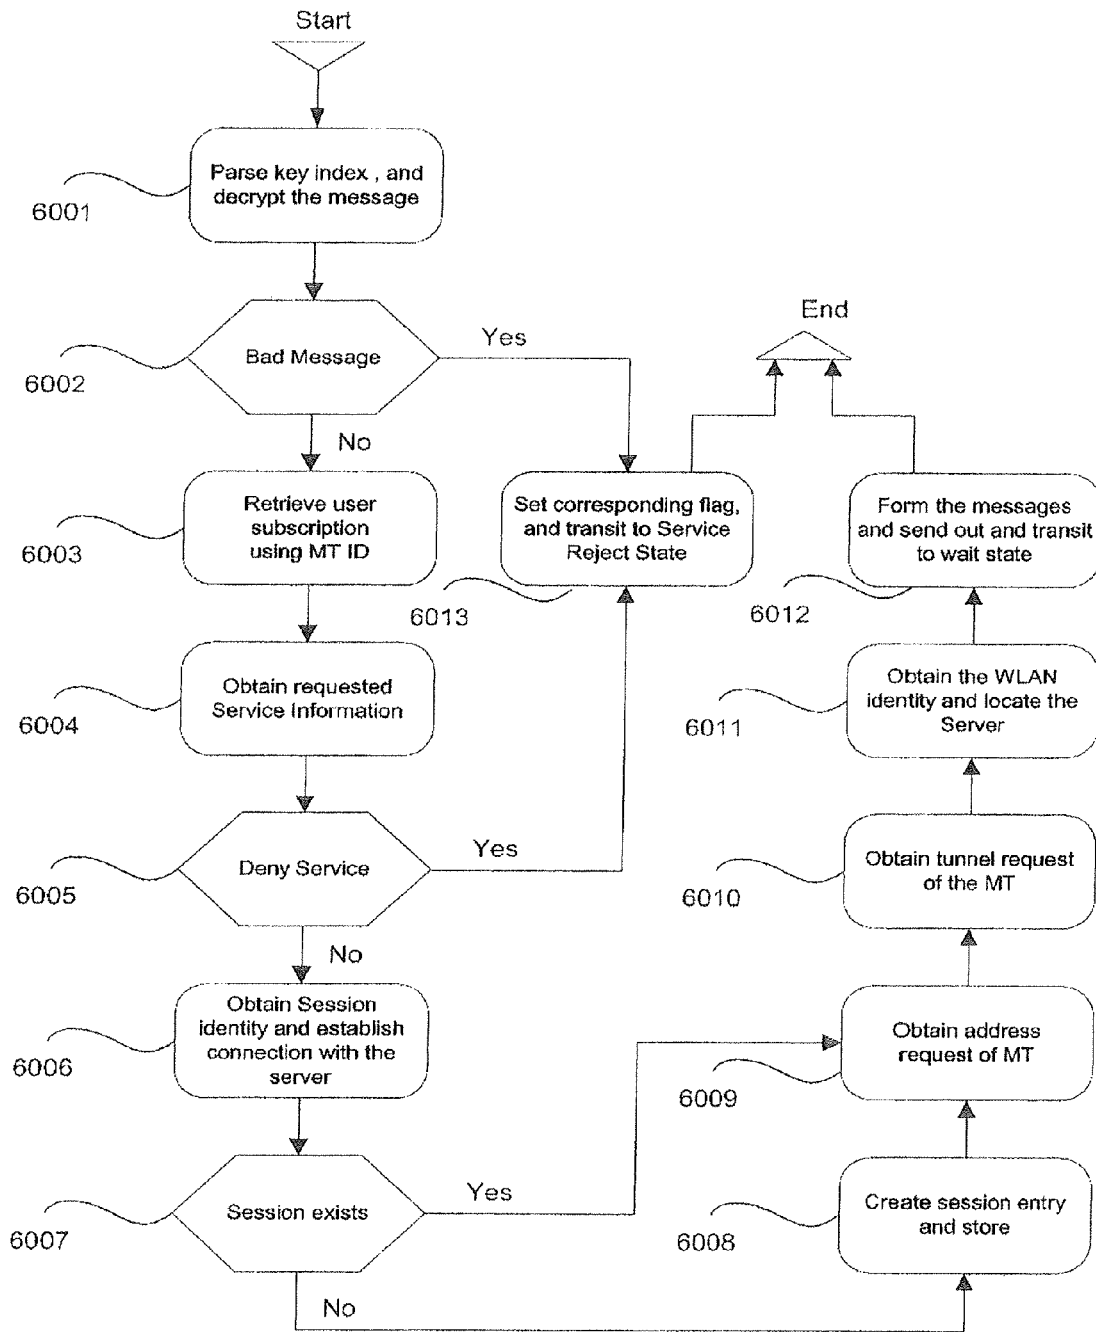 Start
Parse key index , and
decrypt the message
6001
Bad Message
6002
Yes
No
End
Retrieve user
subscription
using MT ID
6003
Set corresponding flag,
and transit to Service
Reject State
6013
Form the messages
and send out and transit
to wait state
6012
Obtain requested
Service Information
6004
Obtain the WLAN
identity and locate the
Server
6011
Deny Service
6005
Yes
No
Obtain tunnel request
of the MT
6010
Obtain Session
identity and establish
connection with the
server
6006
Obtain address
request of MT
6009
Session exists
6007
Yes
No
Create session entry
and store
6008